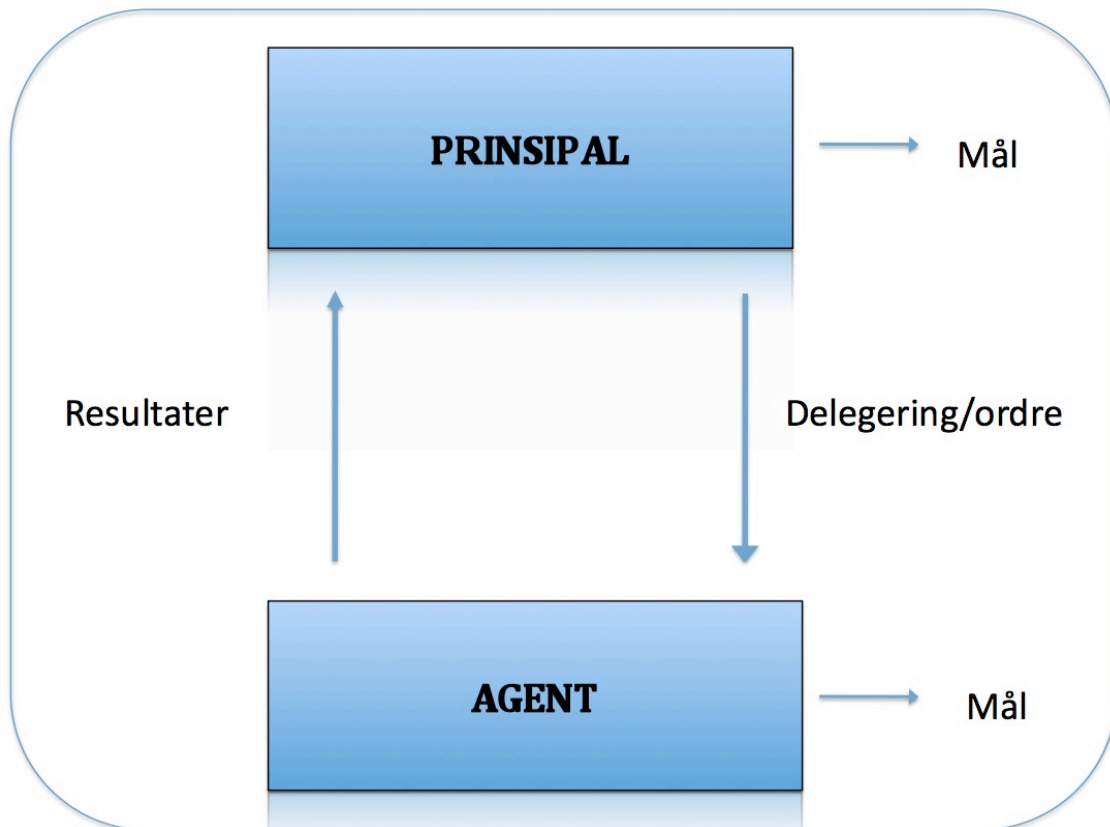 PRINSIPAL
Mål
Resultater
Delegering/ordre
AGENT
Mål